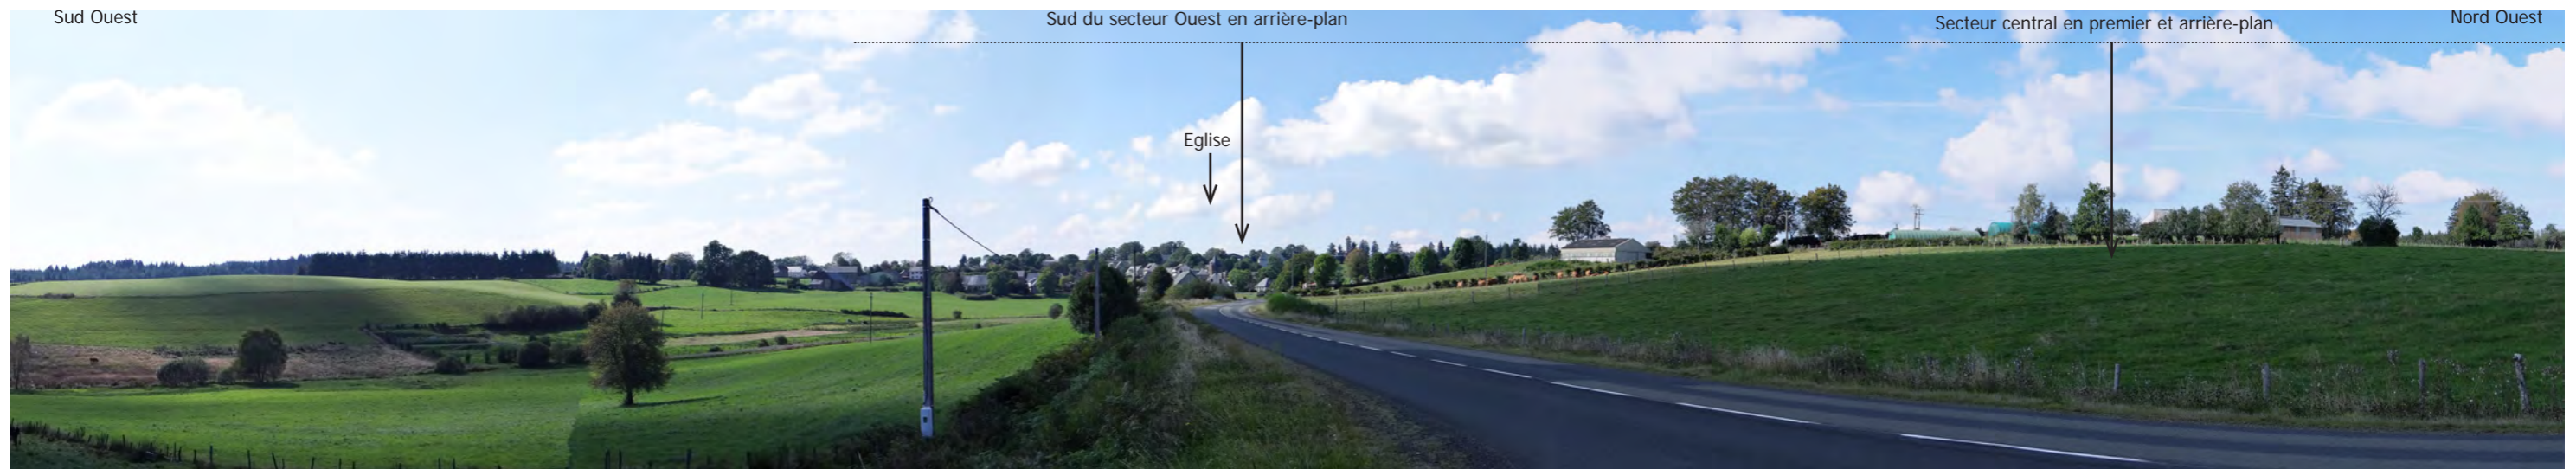 Sud Ouest
Sud du secteur Ouest en arrière-plan
Secteur central en premier et arrière-plan
Nord Ouest
Eglise